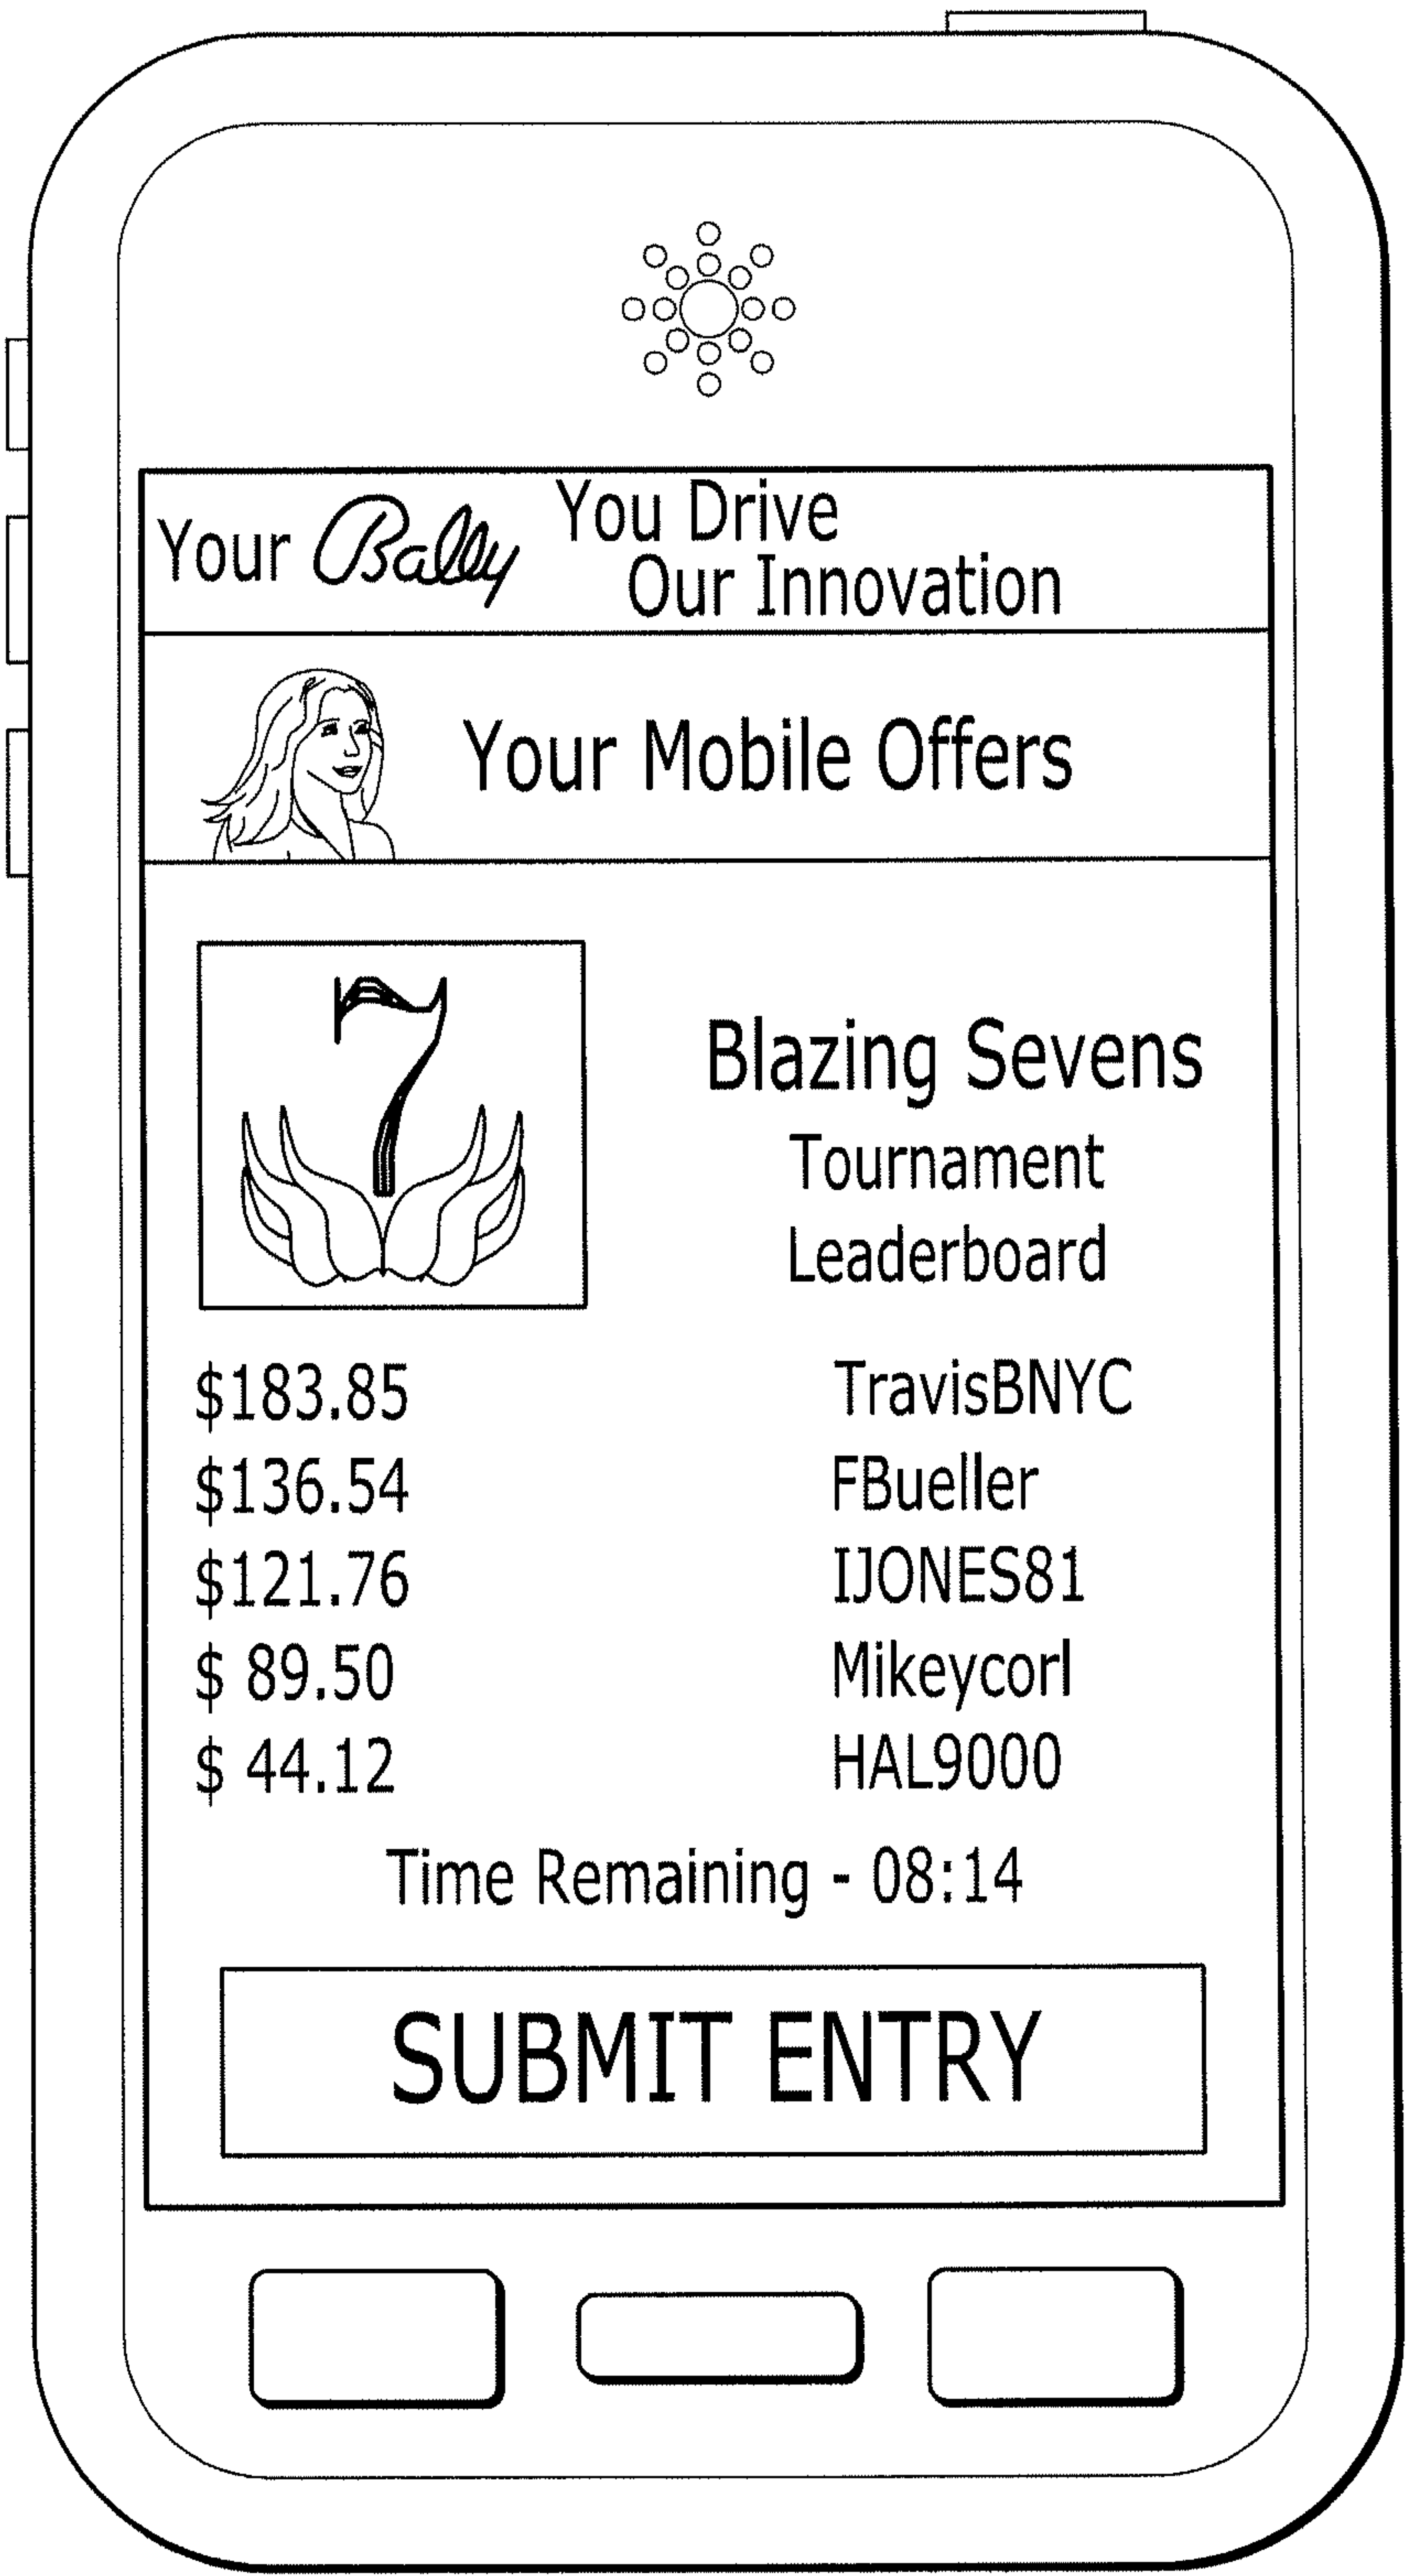 Your Bally You Drive
Our Innovation
Your Mobile Offers
7
Blazing Sevens
Tournament
Leaderboard
$183.85 TravisBNYC
$136.54 FBueller
$121.76 IJONES81
$ 89.50 Mikeycorl
$ 44.12 HAL9000
Time Remaining - 08:14
SUBMIT ENTRY